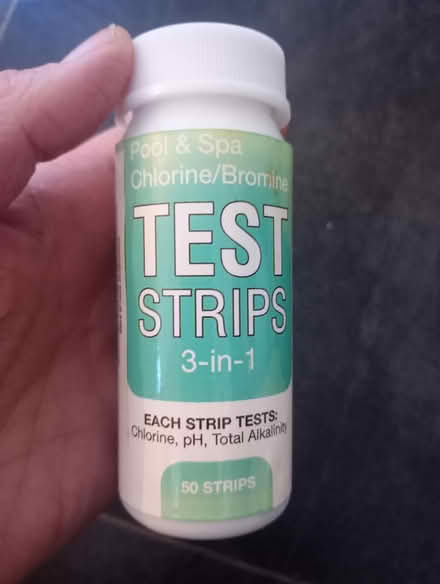 Pool & Spa
Chlorine/Bromine
TEST
STRIPS
3-in-1
EACH STRIP TESTS:
Chlorine, pH, Total Alkalinity
50 STRIPS